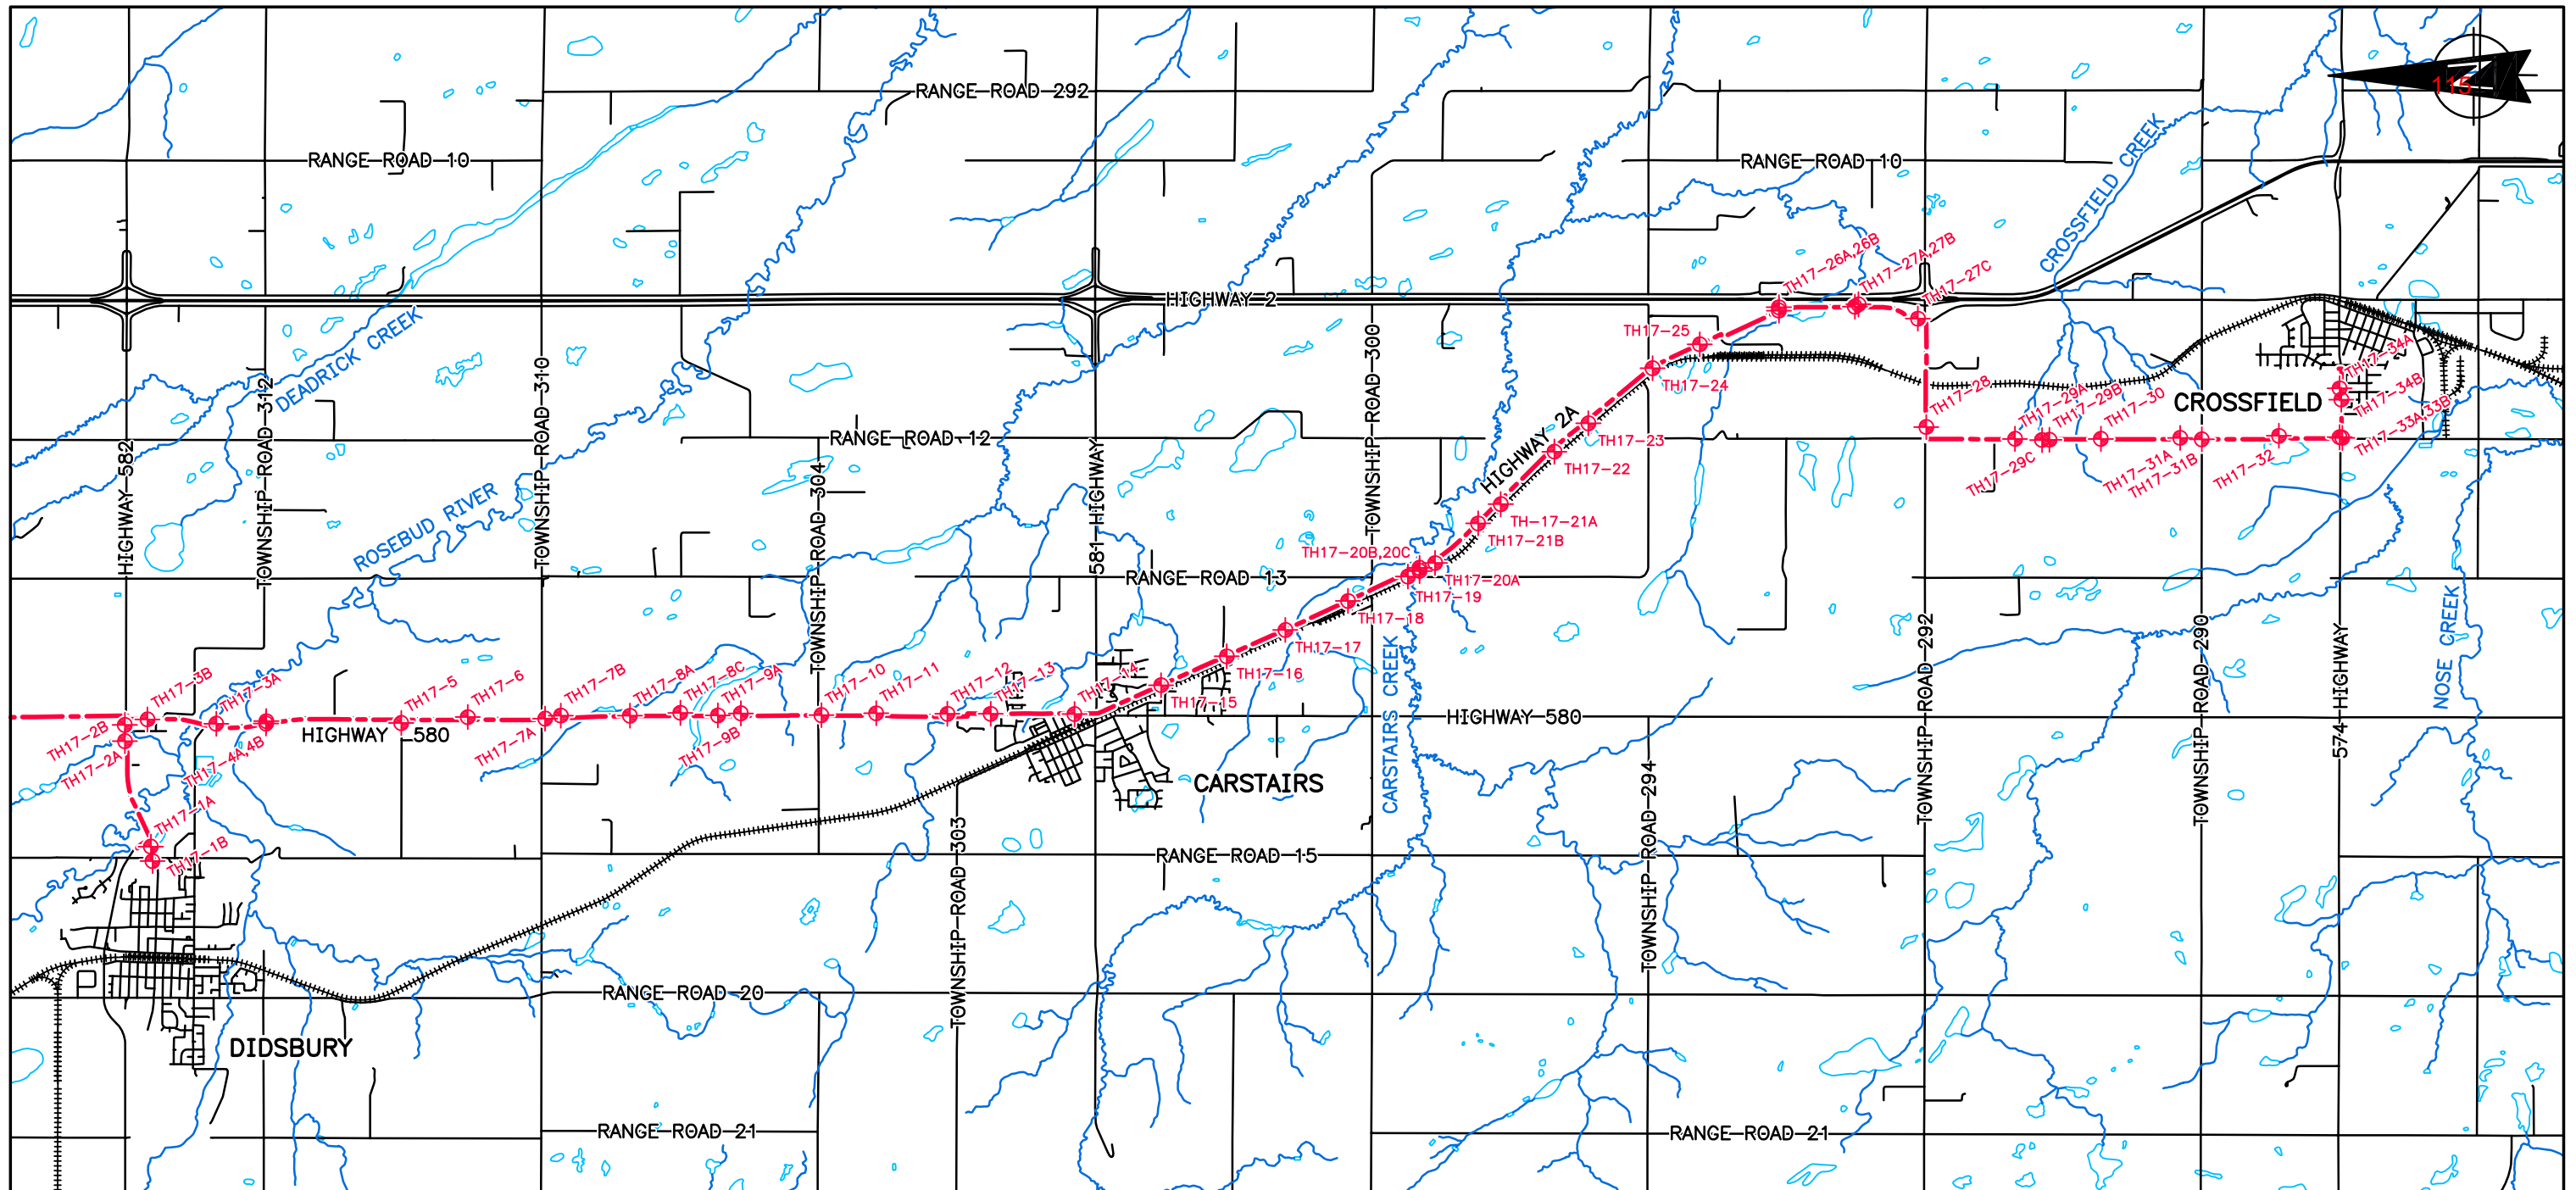 RANGE ROAD 292
115
RANGE ROAD 10
RANGE ROAD 10
CROSSFIELD CREEK
HIGHWAY 2
TH17-26A,26B
TH17-27A,27B
TH17-27C
DEADRICK CREEK
TH17-25
TH17-24
TOWNSHIP ROAD 300
TOWNSHIP ROAD 310
TOWNSHIP ROAD 312
HIGHWAY 582
TH17-28
TH17-29A
TH17-29B
TH17-30
CROSSFIELD
TH17-34A
TH17-34B
TH17-33A,33B
RANGE ROAD 12
HIGHWAY 2A
TH17-23
TH17-22
TH17-29C
TH17-31A
TH17-31B
TH17-32
581 HIGHWAY
TOWNSHIP ROAD 304
ROSEBUD RIVER
TH-17-21A
TH17-21B
TH17-20B,20C
TH17-20A
RANGE ROAD 13
TH17-19
TH17-18
TH17-17
TH17-16
TH17-15
CARSTAIRS CREEK
TOWNSHIP ROAD 292
TOWNSHIP ROAD 290
574 HIGHWAY
NOSE CREEK
TH17-3B
TH17-3A
TH17-5
TH17-6
TH17-7B
TH17-8A
TH17-8C
TH17-9A
TH17-10
TH17-11
TH17-12
TH17-13
TH17-14
TH17-2B
TH17-2A
TH17-4A,4B
HIGHWAY 580
TH17-7A
TH17-9B
HIGHWAY 580
CARSTAIRS
TH17-1A
TH17-1B
TOWNSHIP ROAD 294
TOWNSHIP ROAD 303
RANGE ROAD 15
RANGE ROAD 20
DIDSBURY
RANGE ROAD 21
RANGE ROAD 21